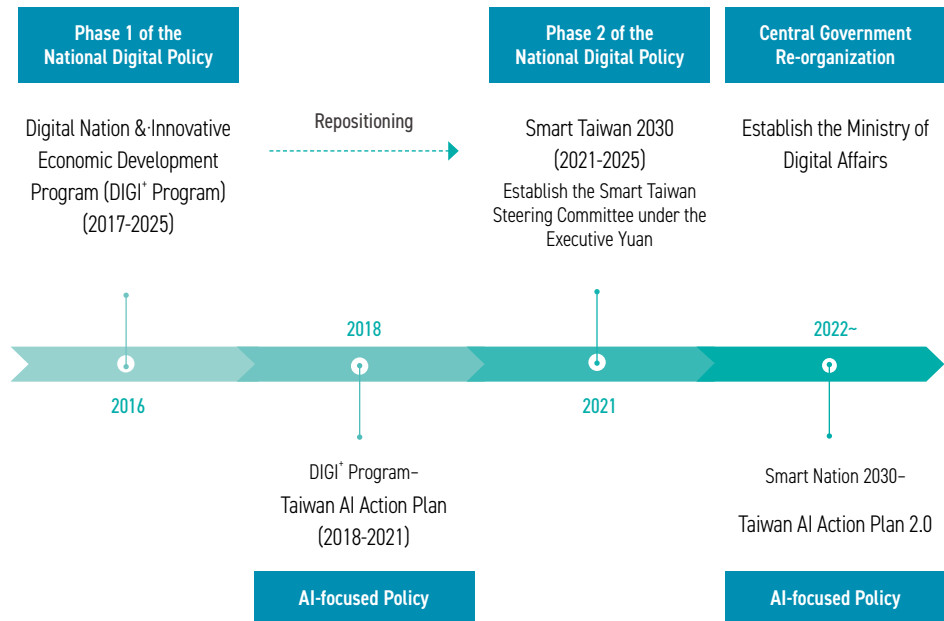 Phase 1 of the
National Digital Policy
Phase 2 of the
National Digital Policy
Central Government
Re-organization
Digital Nation &·Innovative
Economic Development
Program (DIGI⁺ Program)
(2017-2025)
Repositioning
Smart Taiwan 2030
(2021-2025)
Establish the Smart Taiwan
Steering Committee under the
Executive Yuan
Establish the Ministry of
Digital Affairs
2018
2022~
2016
2021
DIGI⁺ Program–
Taiwan AI Action Plan
(2018-2021)
Smart Nation 2030–
Taiwan AI Action Plan 2.0
AI-focused Policy
AI-focused Policy